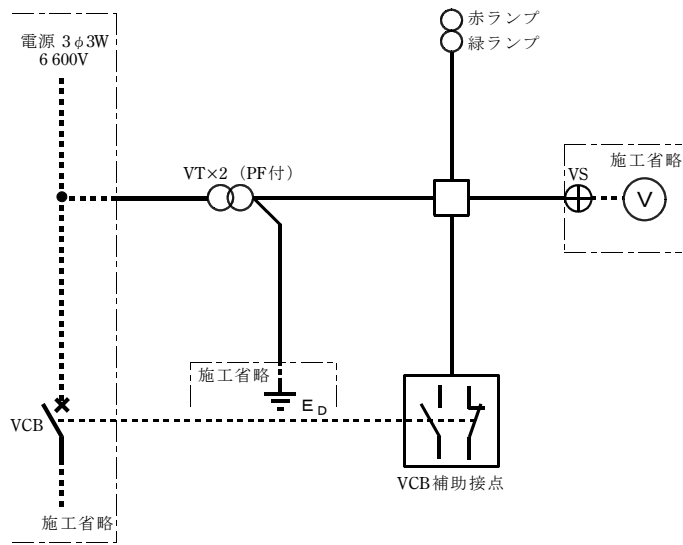 電源 3φ3W
6 600V
赤ランプ
緑ランプ
VT×2（PF付）
施工省略
VS
V
施工省略
E D
VCB
VCB補助接点
施工省略